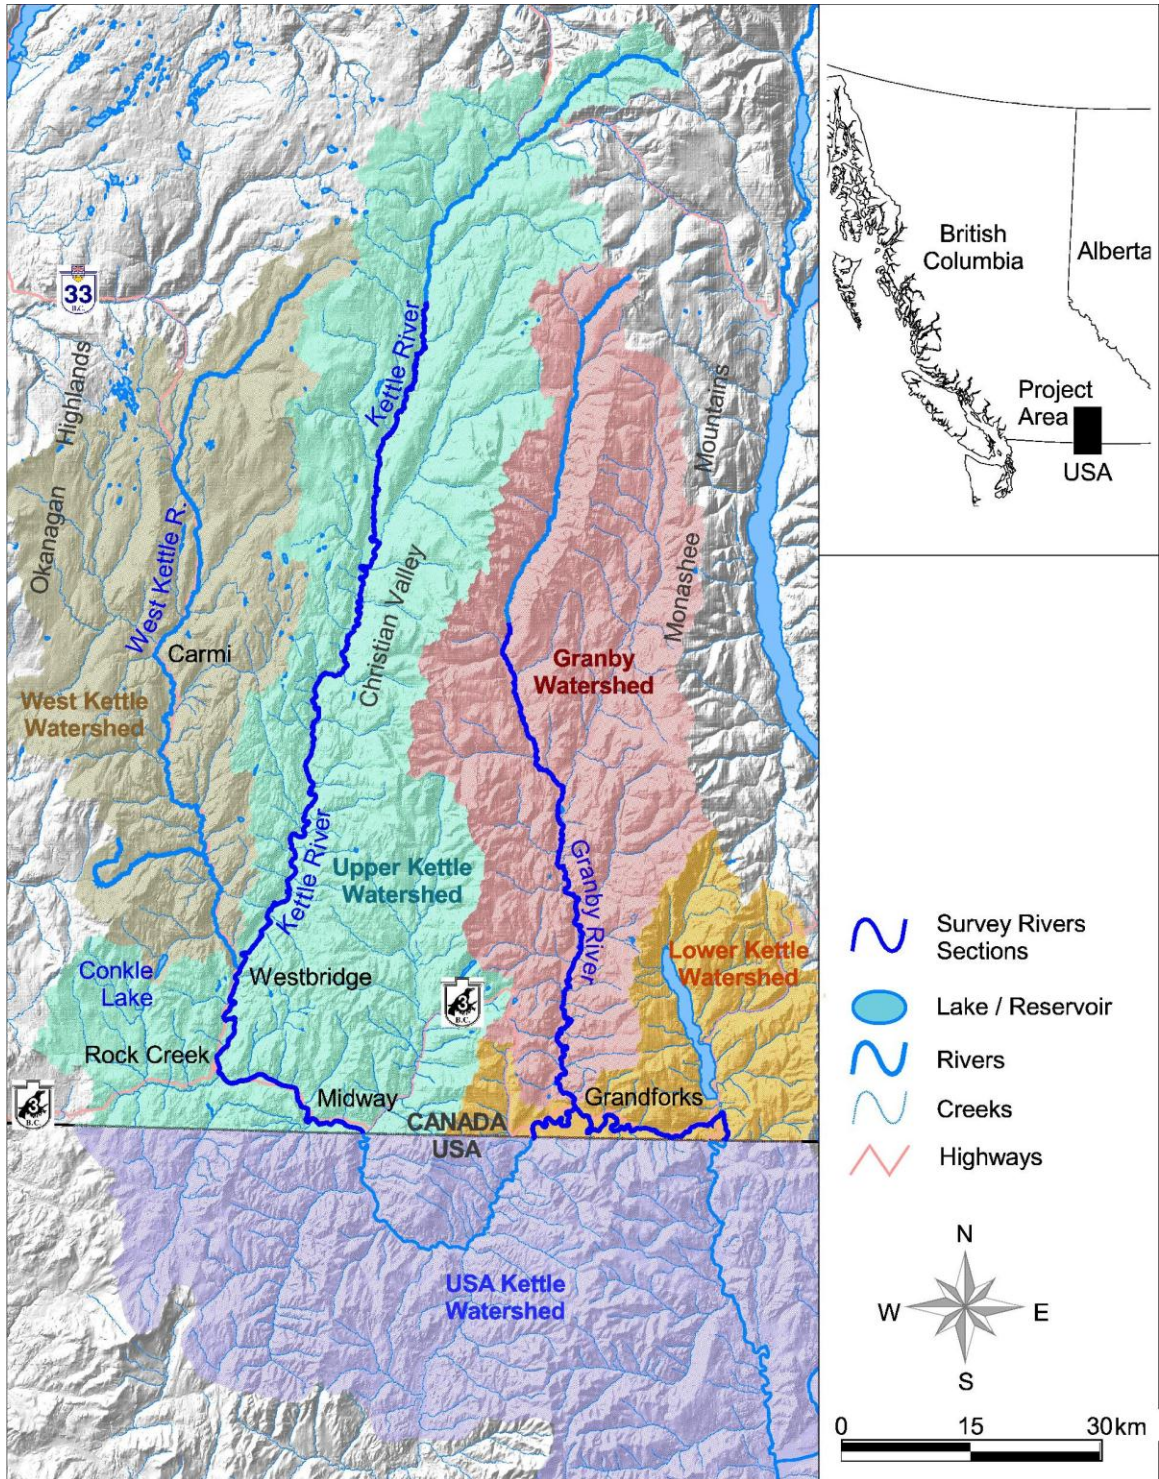 33
B.C.
Okanagan
Highlands
West Kettle R.
Carmi
West Kettle
Watershed
Kettle River
Christian Valley
Mountains
Monashee
Granby
Watershed
Kettle River
Upper Kettle
Watershed
Granby River
Lower Kettle
Watershed
Conkle
Lake
Westbridge
3
B.C.
Rock Creek
3
B.C.
Midway
Grandforks
CANADA
USA
USA Kettle
Watershed
British
Columbia
Alberta
Project
Area
USA
Survey Rivers
Sections
Lake / Reservoir
Rivers
Creeks
Highways
N
W
E
S
0
15
30km